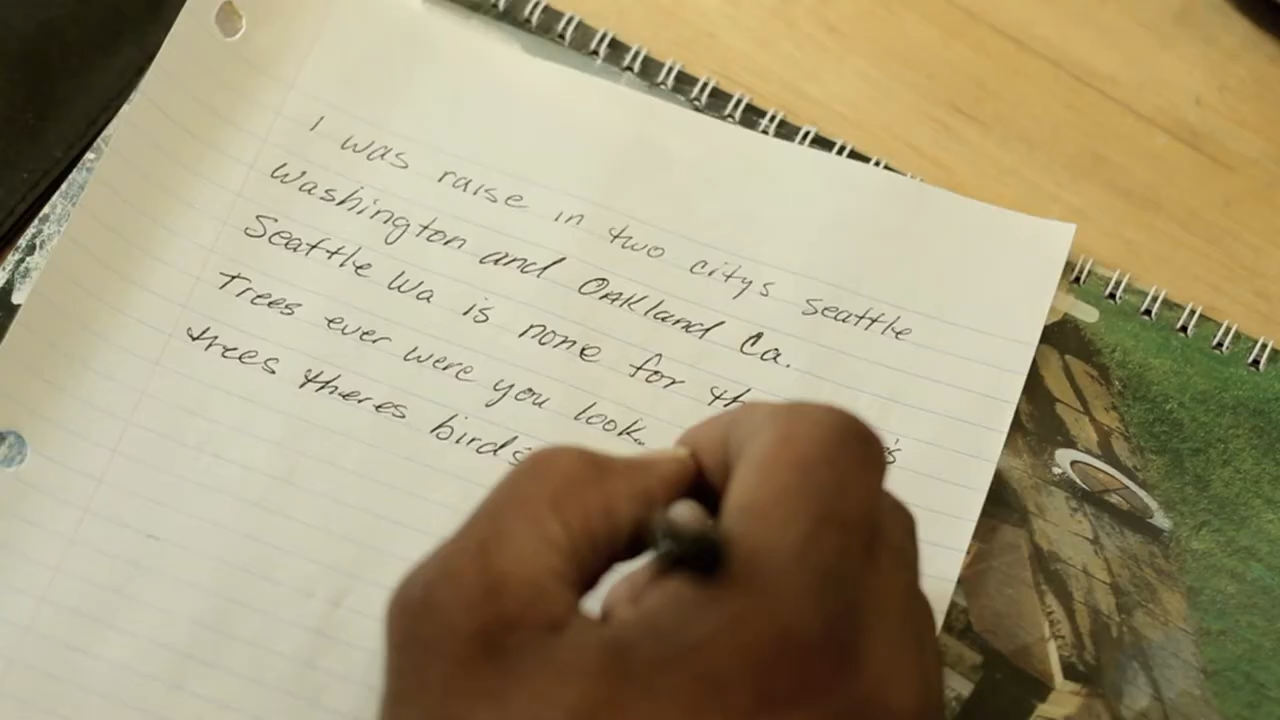 I was raise in two citys seattle
Washington and Oakland Ca.
Seattle Wa is none for
Trees ever were you look.
trees theres birds